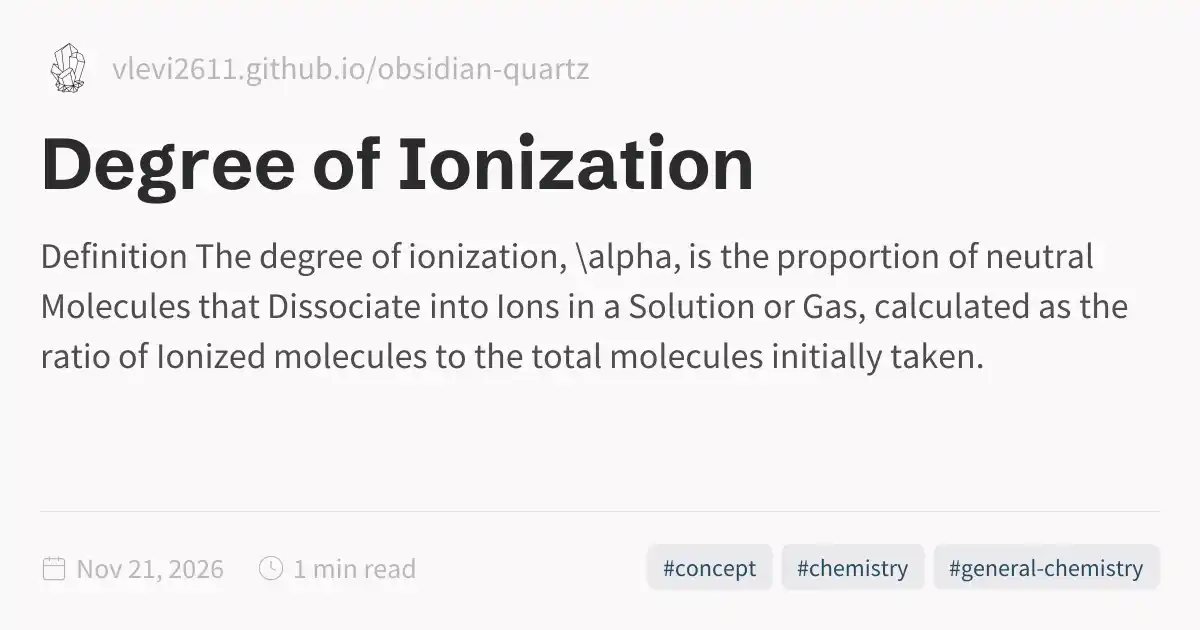 vlevi2611.github.io/obsidian-quartz
Degree of Ionization
Definition The degree of ionization, \alpha, is the proportion of neutral
Molecules that Dissociate into Ions in a Solution or Gas, calculated as the
ratio of Ionized molecules to the total molecules initially taken.
Nov 21, 2026 1 min read #concept #chemistry #general-chemistry